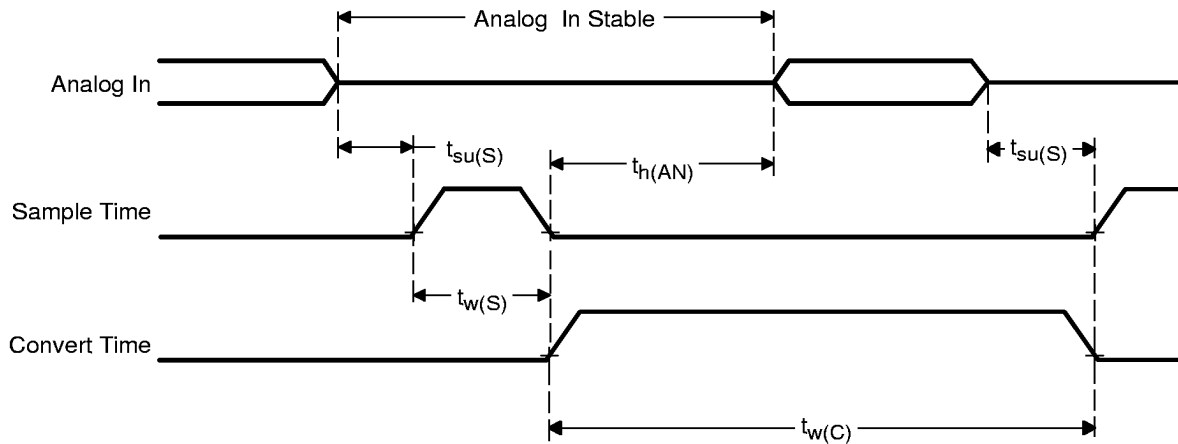 Analog In Stable
Analog In
tsu(S)
th(AN)
tsu(S)
Sample Time
tw(S)
Convert Time
tw(C)